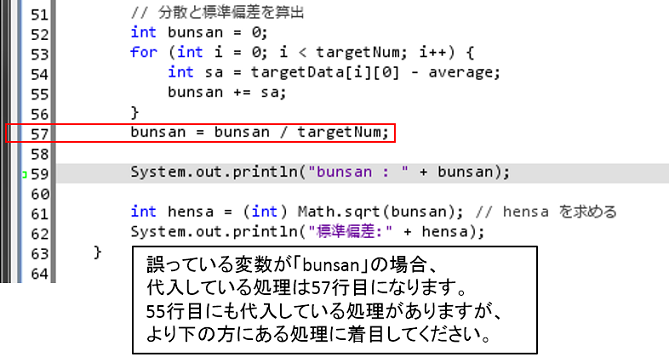 51 // 分散と標準偏差を算出
52 int bunsan = 0;
53 for (int i = 0; i < targetNum; i++) {
54 int sa = targetData[i][0] - average;
55 bunsan += sa;
56 }
57 bunsan = bunsan / targetNum;
58
59 System.out.println("bunsan : " + bunsan);
60
61 int hensa = (int) Math.sqrt(bunsan); // hensa を求める
62 System.out.println("標準偏差:" + hensa);
63 }
64
誤っている変数が「bunsan」の場合、
代入している処理は57行目になります。
55行目にも代入している処理がありますが、
より下の方にある処理に着目してください。